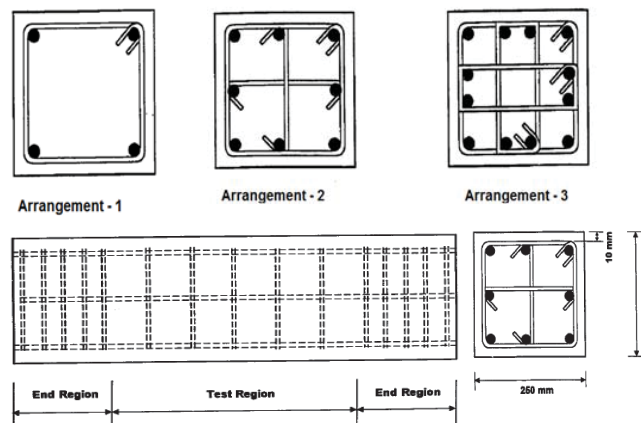 Arrangement - 1
Arrangement - 2
Arrangement - 3
10 mm
End Region
Test Region
End Region
250 mm